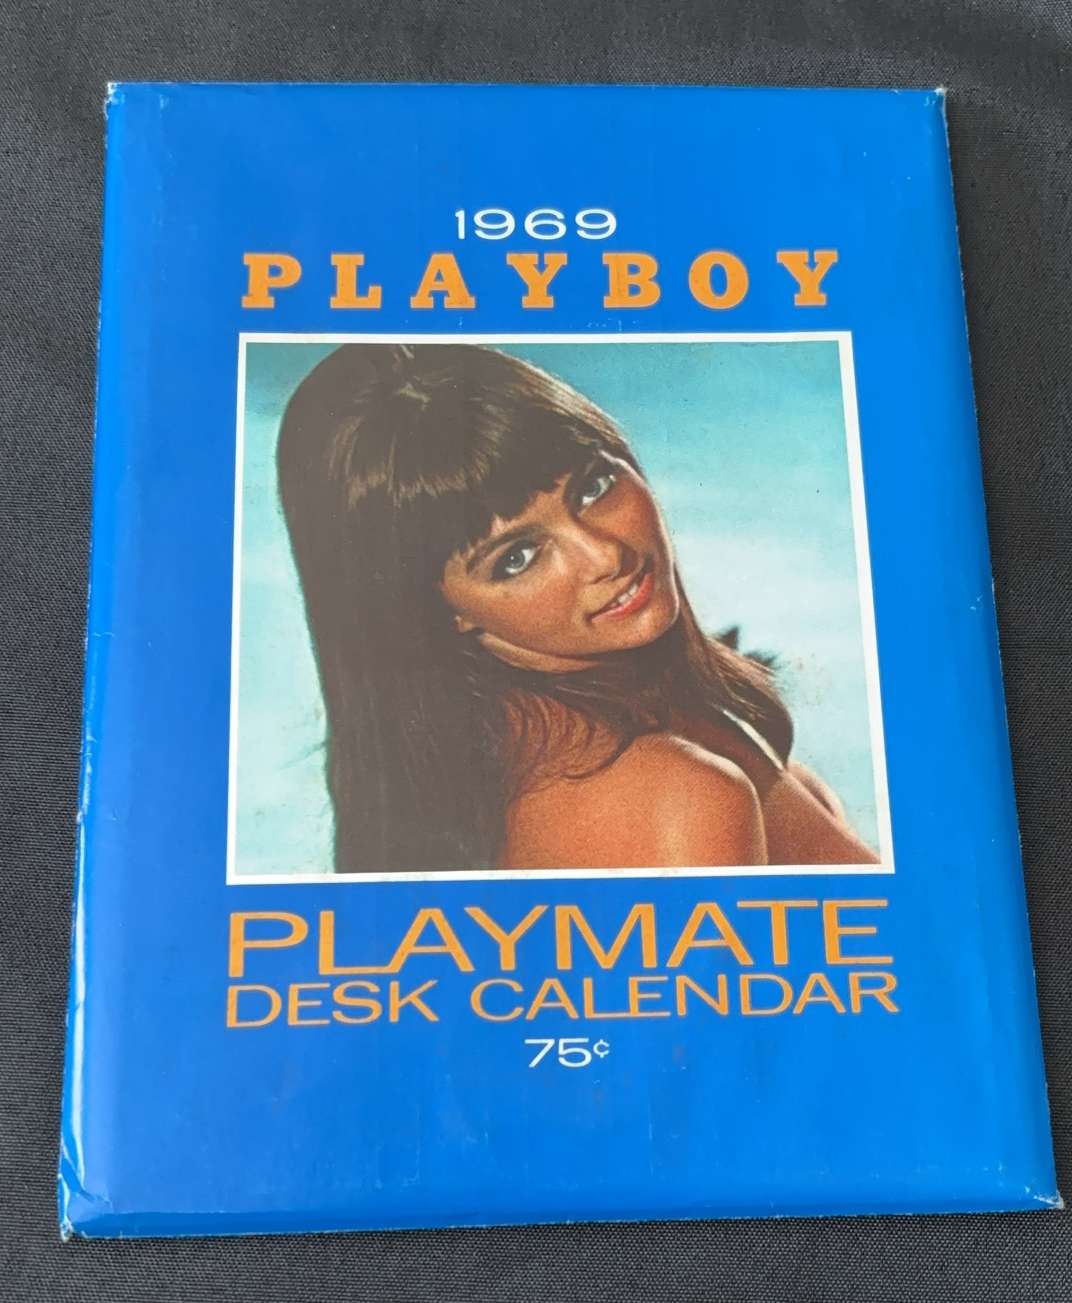 1969
PLAYBOY
PLAYMATE
DESK CALENDAR
75¢